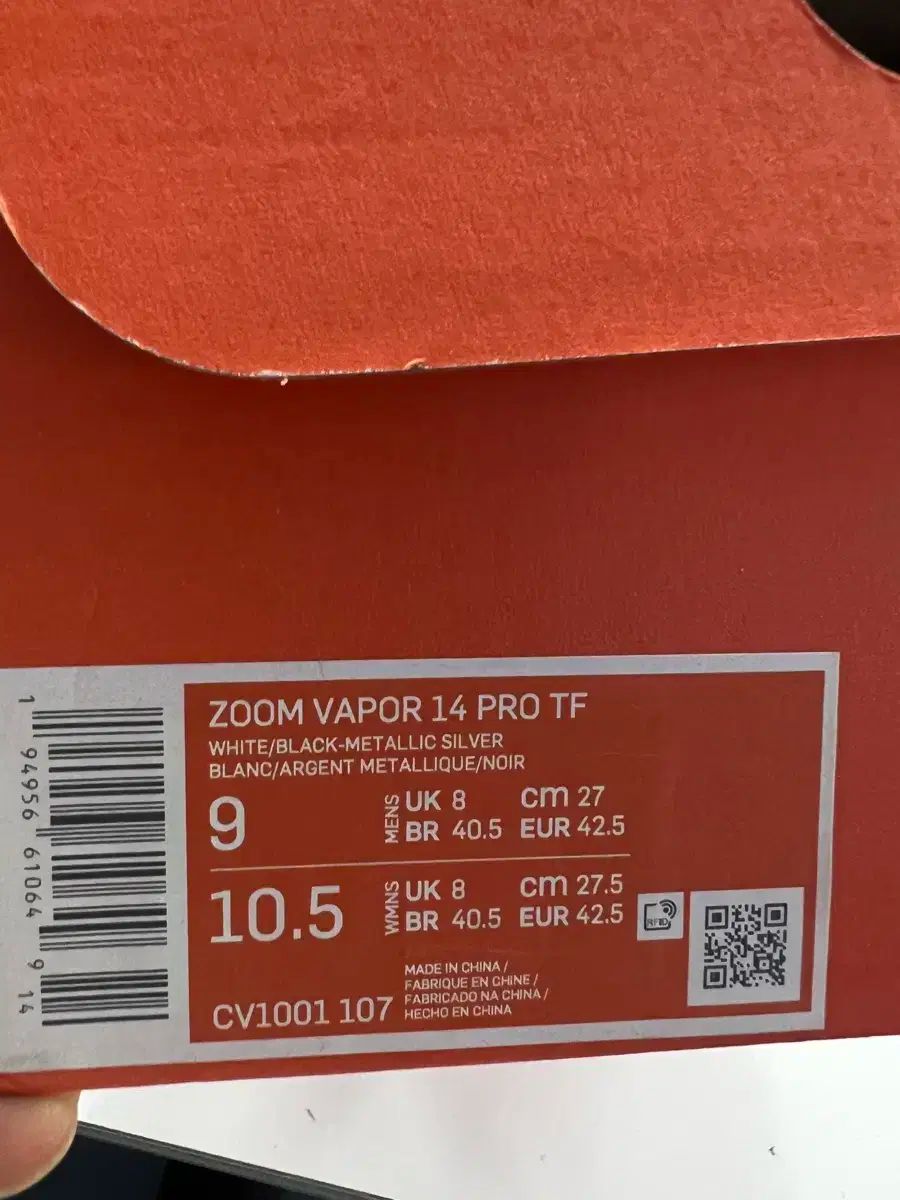 ZOOM VAPOR 14 PRO TF
WHITE/BLACK-METALLIC SILVER
BLANC/ARGENT METALLIQUE/NOIR
9 MENS UK 8 cm 27
BR 40.5 EUR 42.5
10.5 WMNS UK 8 cm 27.5
BR 40.5 EUR 42.5
RFID
CV1001 107
MADE IN CHINA /
FABRIQUE EN CHINE /
FABRICADO NA CHINA /
HECHO EN CHINA
1 94956 61064 9 14